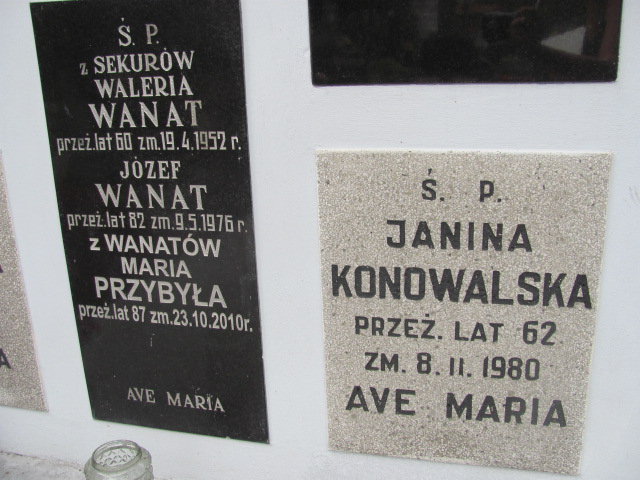 Ś. P.
z SEKURÓW
WALERIA
WANAT
przeż.lat 60 zm.19.4.1952 r.
JÓZEF
WANAT
przeż.lat 82 zm.9.5.1976 r.
z WANATÓW
MARIA
PRZYBYŁA
przeż.lat 87 zm.23.10.2010r.
AVE MARIA
Ś. P.
JANINA
KONOWALSKA
PRZEŻ. LAT 62
ZM. 8.11.1980
AVE MARIA